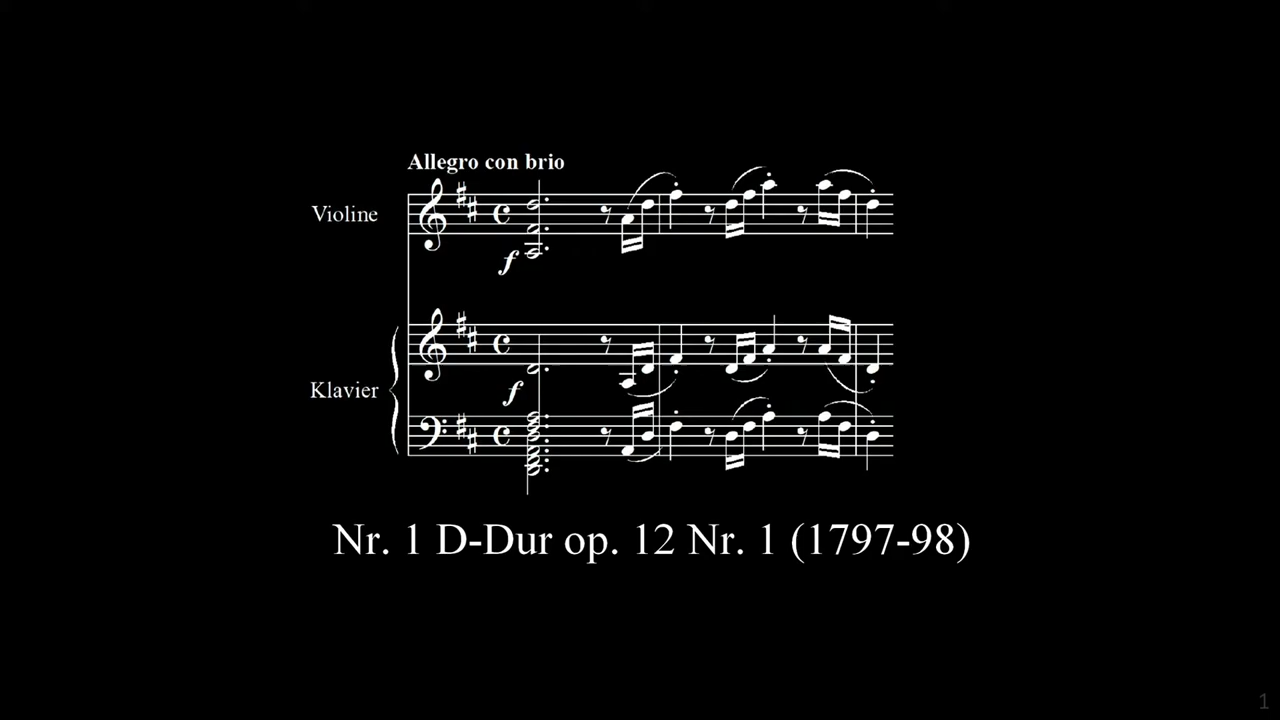 Allegro con brio
Violine
f
Klavier
f
Nr. 1 D-Dur op. 12 Nr. 1 (1797-98)
1